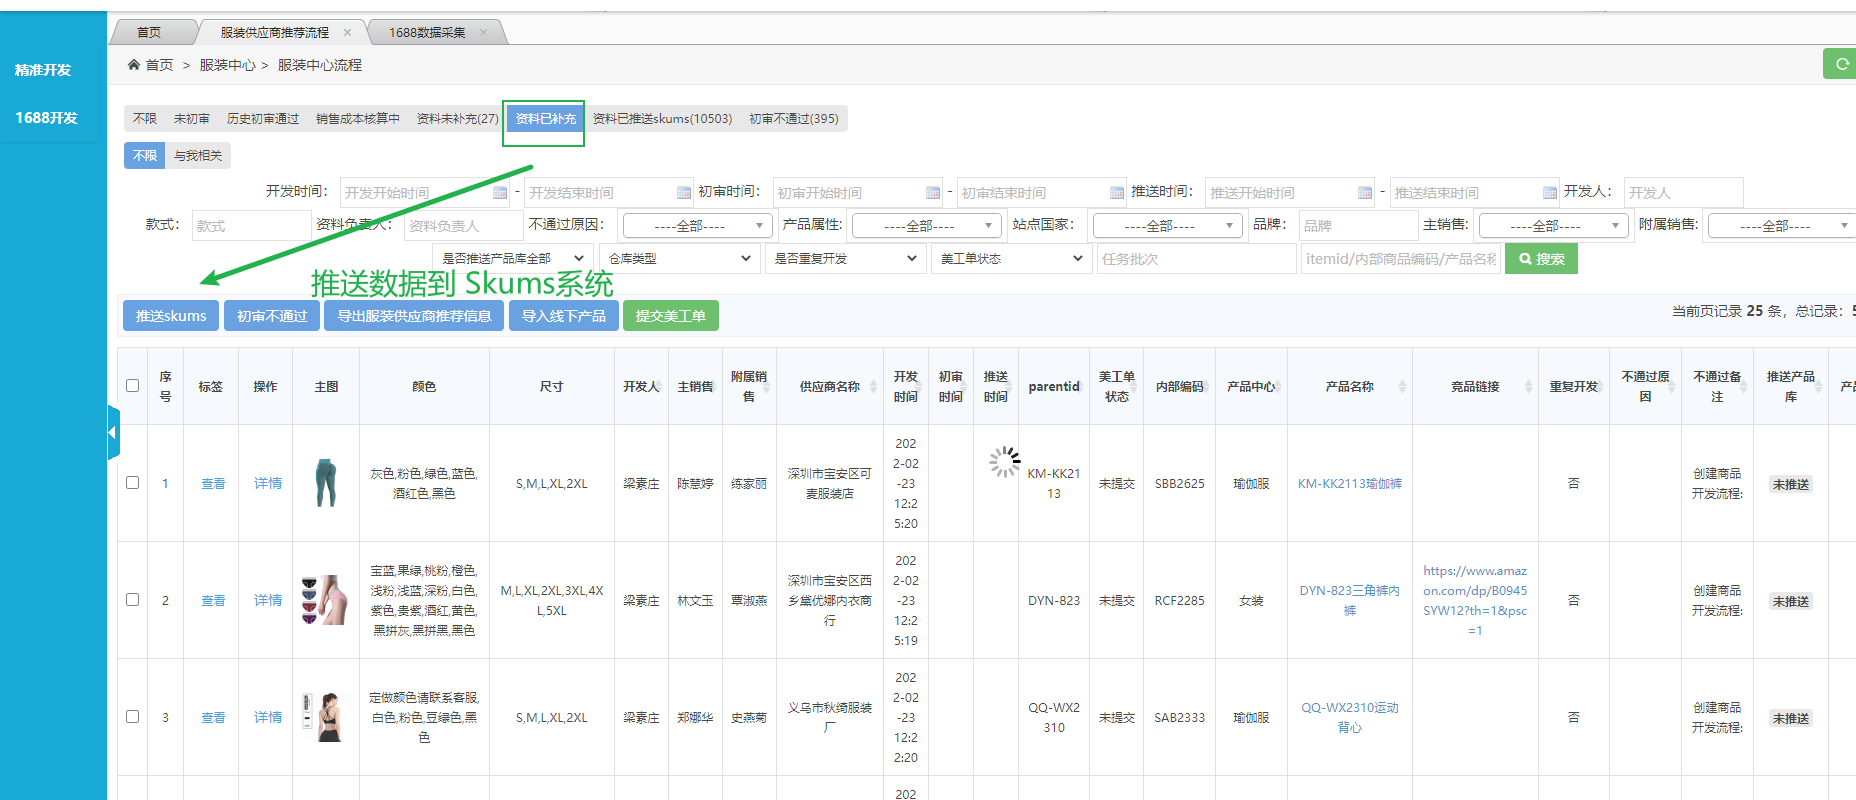 首页 服装供应商推荐流程 × 1688数据采集 ×
精准开发
1688开发
首页 > 服装中心 > 服装中心流程
不限 未初审 历史初审通过 销售成本核算中 资料未补充(27) 资料已补充 资料已推送skums(10503) 初审不通过(395)
不限 与我相关
开发时间: 开发开始时间 - 开发结束时间 初审时间: 初审开始时间 - 初审结束时间 推送时间: 推送开始时间 - 推送结束时间 开发人: 开发人
款式: 款式 资料负责人: 资料负责人 不通过原因: ----全部---- 产品属性: ----全部---- 站点国家: ----全部---- 品牌: 品牌 主销售: ----全部---- 附属销售: ----全部----
是否推送产品库全部 仓库类型 是否重复开发 美工单状态 任务批次 itemid/内部商品编码/产品名称 搜索
推送数据到 Skums系统
推送skums 初审不通过 导出服装供应商推荐信息 导入线下产品 提交美工单 当前页记录 25 条，总记录: 5
序号 标签 操作 主图 颜色 尺寸 开发人 主销售 附属销售 供应商名称 开发时间 初审时间 推送时间 parentid 美工单状态 内部编码 产品中心 产品名称 竞品链接 重复开发 不通过原因 不通过备注 推送产品库 产品
1 查看 详情 灰色,粉色,绿色,蓝色,酒红色,黑色 S,M,L,XL,2XL 梁素庄 陈慧婷 练家丽 深圳市宝安区可麦服装店 2022-02-23 12:25:20 KM-KK2113 未提交 SBB2625 瑜伽服 KM-KK2113瑜伽裤 否 创建商品开发流程: 未推送
2 查看 详情 宝蓝,果绿,桃粉,橙色,浅粉,浅蓝,深粉,白色,紫色,贵紫,酒红,黄色,黑拼灰,黑拼黑,黑色 M,L,XL,2XL,3XL,4XL,5XL 梁素庄 林文玉 覃淑燕 深圳市宝安区西乡黛优娜内衣商行 2022-02-23 12:25:19 DYN-823 未提交 RCF2285 女装 DYN-823三角裤内裤 https://www.amazon.com/dp/B0945SYW12?th=1&psc=1 否 创建商品开发流程: 未推送
3 查看 详情 定做颜色请联系客服,白色,粉色,豆绿色,黑色 S,M,L,XL,2XL 梁素庄 郑娜华 史燕菊 义乌市秋绮服装厂 2022-02-23 12:22:20 QQ-WX2310 未提交 SAB2333 瑜伽服 QQ-WX2310运动背心 否 创建商品开发流程: 未推送
202